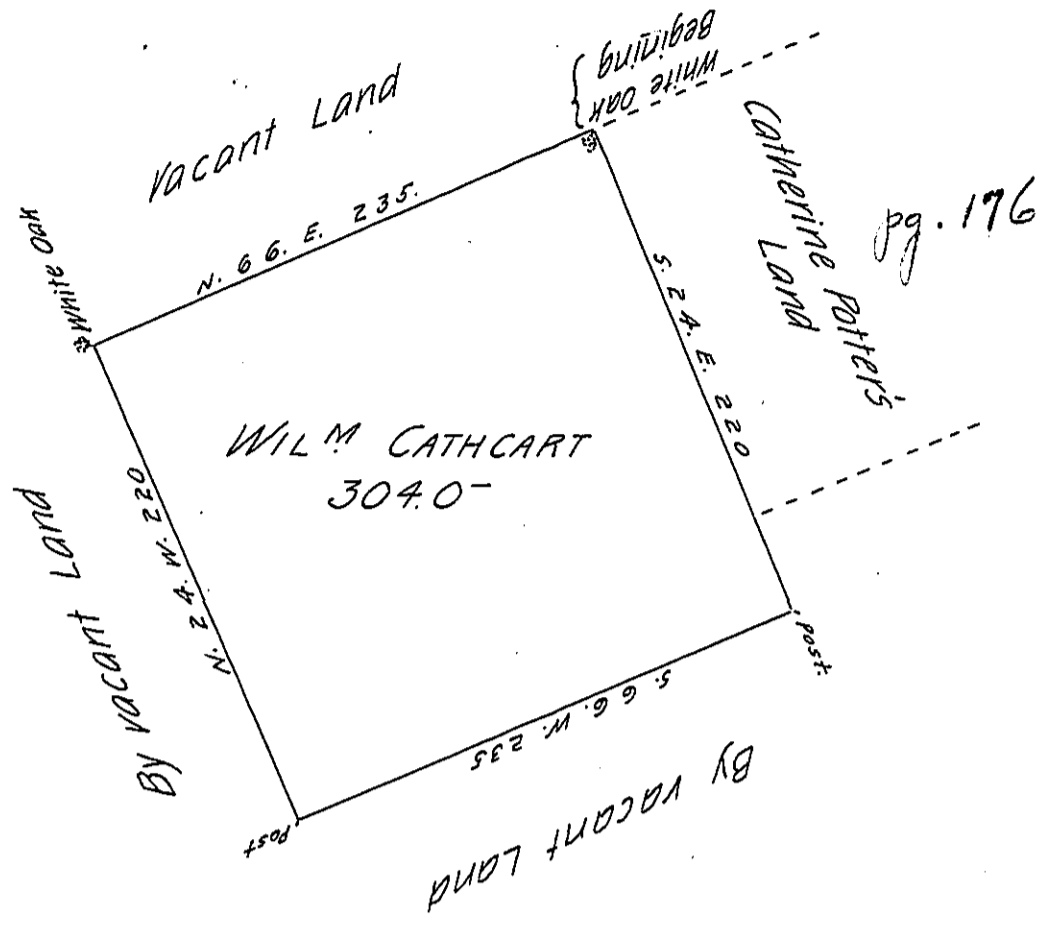 Begining
White Oak
Vacant Land
Catherine Potter's
Land
pg. 176
White Oak
N. 66. E. 235.
S. 24. E. 220
WILM CATHCART
304.0-
N. 24. W. 220
By vacant Land
S. 66. W. 235
Post.
Post
By vacant Land